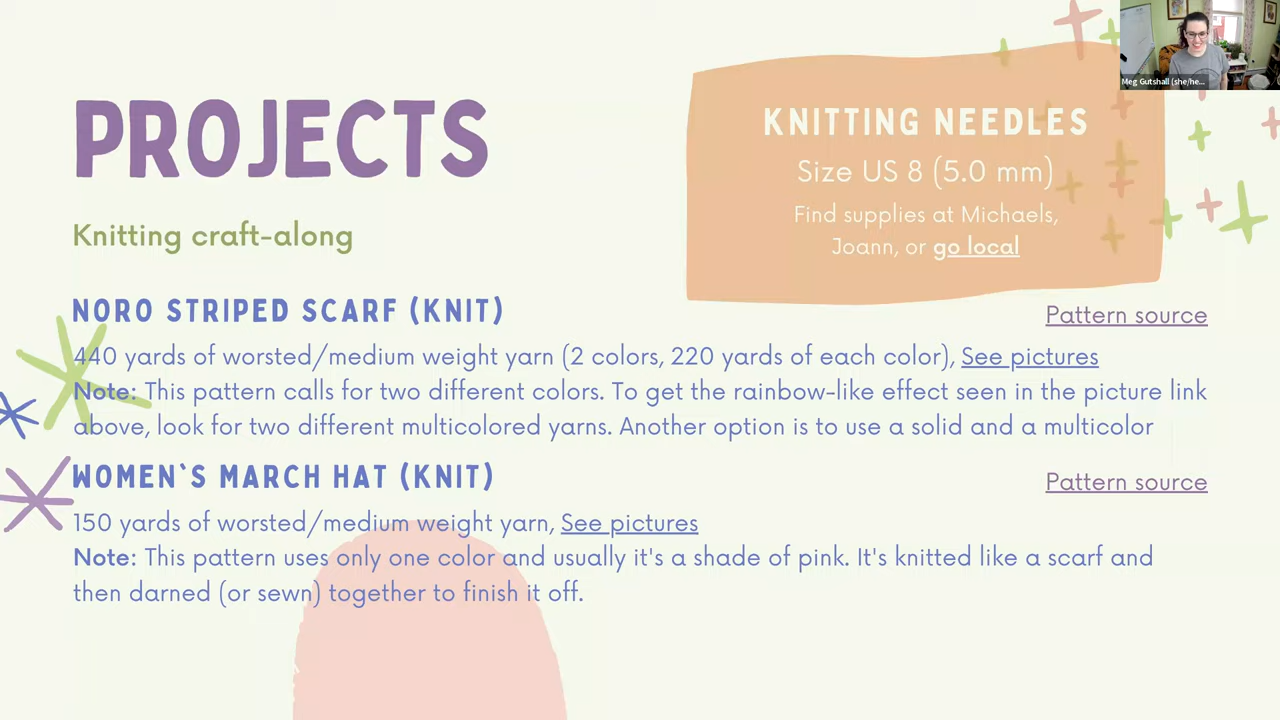 Meg Gutshall (she/he...
PROJECTS
Knitting craft-along
KNITTING NEEDLES
Size US 8 (5.0 mm)
Find supplies at Michaels,
Joann, or go local
NORO STRIPED SCARF (KNIT)
Pattern source
440 yards of worsted/medium weight yarn (2 colors, 220 yards of each color), See pictures
Note: This pattern calls for two different colors. To get the rainbow-like effect seen in the picture link
above, look for two different multicolored yarns. Another option is to use a solid and a multicolor
WOMEN'S MARCH HAT (KNIT)
Pattern source
150 yards of worsted/medium weight yarn, See pictures
Note: This pattern uses only one color and usually it's a shade of pink. It's knitted like a scarf and
then darned (or sewn) together to finish it off.